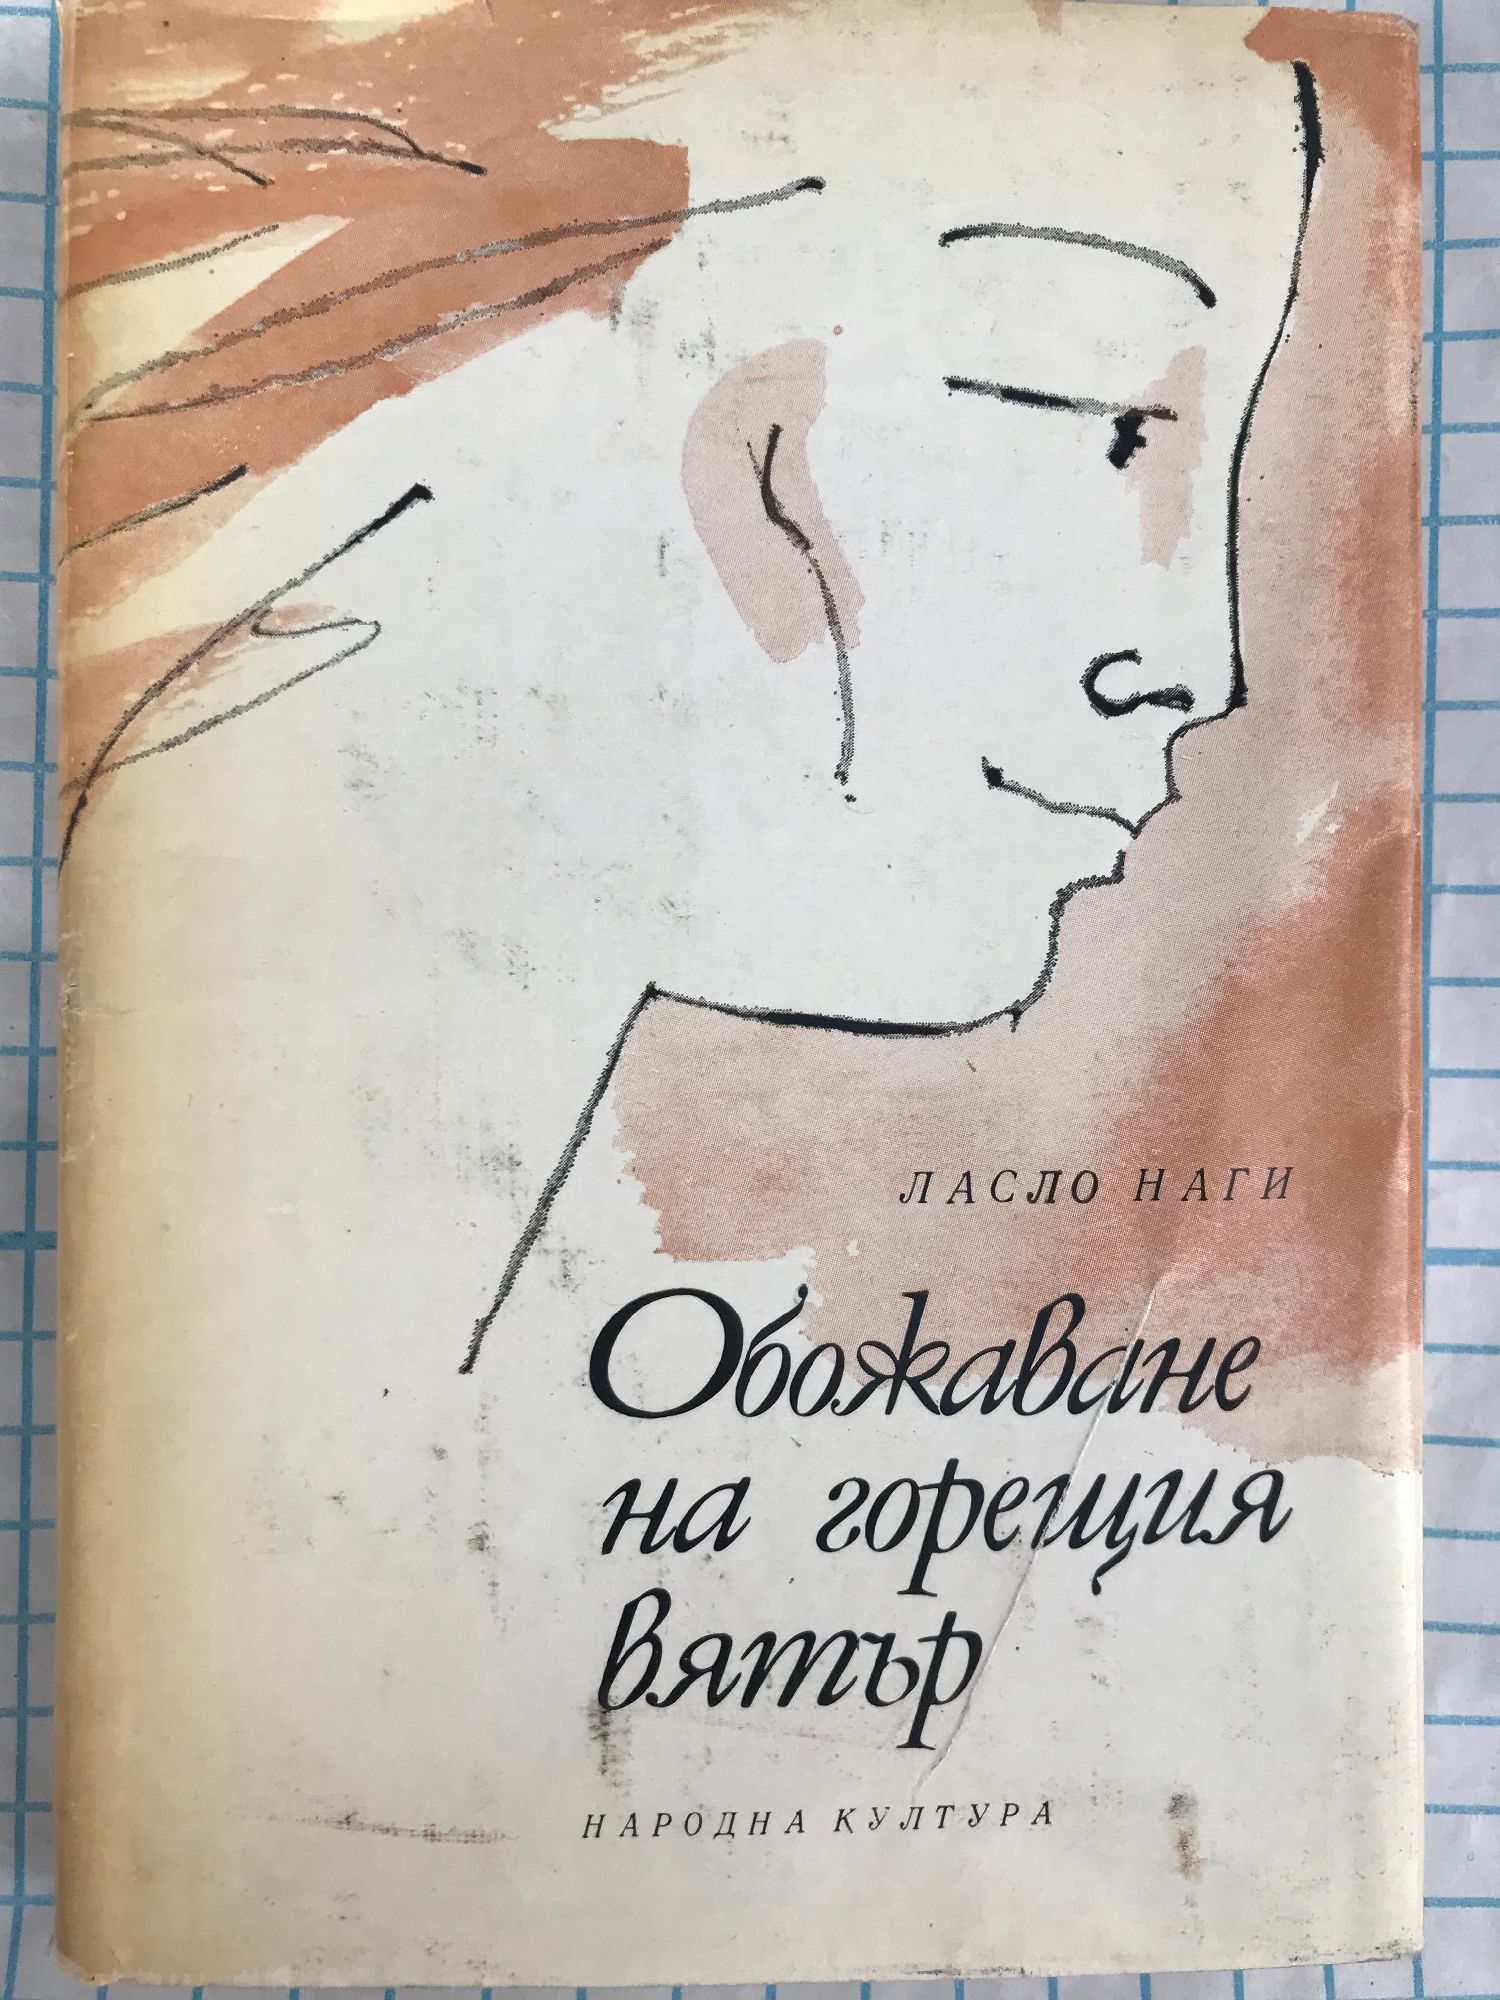 ЛАСЛО НАГИ
Обожаване
на горещия
вятър
НАРОДНА КУЛТУРА